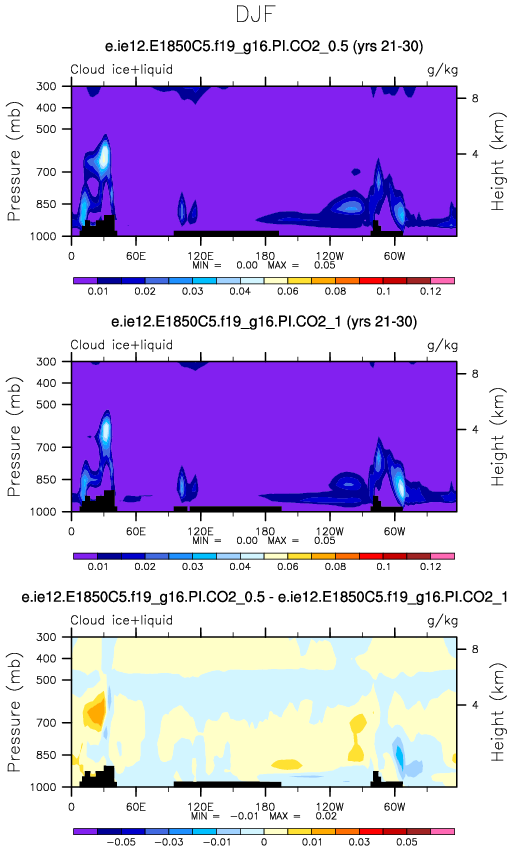 DJF
e.ie12.E1850C5.f19_g16.PI.CO2_0.5 (yrs 21-30)
Cloud ice+liquid g/kg
300
400
500
700
850
1000
Pressure (mb)
8
4
Height (km)
0 60E 120E 180E 120W 60W
MIN = 0.00 MAX = 0.05
0.01 0.02 0.03 0.04 0.06 0.08 0.10 0.12
e.ie12.E1850C5.f19_g16.PI.CO2_1 (yrs 21-30)
Cloud ice+liquid g/kg
300
400
500
700
850
1000
Pressure (mb)
8
4
Height (km)
0 60E 120E 180E 120W 60W
MIN = 0.00 MAX = 0.05
0.01 0.02 0.03 0.04 0.06 0.08 0.10 0.12
e.ie12.E1850C5.f19_g16.PI.CO2_0.5 - e.ie12.E1850C5.f19_g16.PI.CO2_1
Cloud ice+liquid g/kg
300
400
500
700
850
1000
Pressure (mb)
8
4
Height (km)
0 60E 120E 180E 120W 60W
MIN = -0.01 MAX = 0.02
-0.05 -0.03 -0.01 0 0.01 0.03 0.05